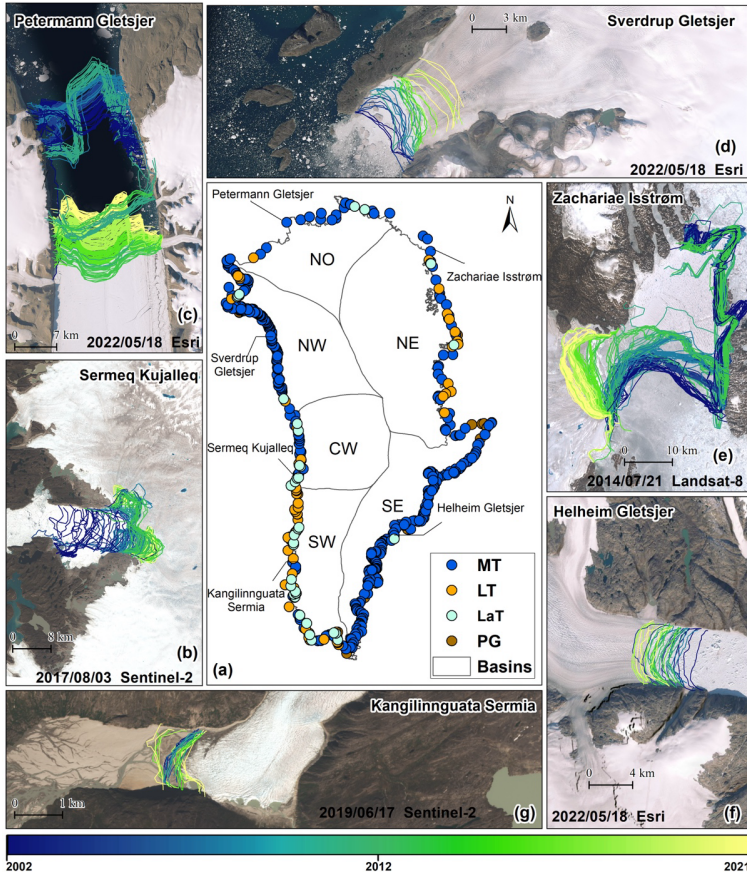 Petermann Gletsjer
0 7 km
(c)
2022/05/18 Esri
Sverdrup Gletsjer
0 3 km
(d)
2022/05/18 Esri
Sermeq Kujalleq
0 8 km
(b)
2017/08/03 Sentinel-2
Petermann Gletsjer
N
NO
Zachariae Isstrøm
NW
NE
Sverdrup
Gletsjer
CW
Sermeq Kujalleq
SE
Helheim Gletsjer
SW
Kangilinnguata
Sermia
MT
LT
LaT
PG
Basins
(a)
Zachariae Isstrøm
0 10 km
(e)
2014/07/21 Landsat-8
Helheim Gletsjer
0 4 km
(f)
2022/05/18 Esri
Kangilinnguata Sermia
0 1 km
2019/06/17 Sentinel-2
(g)
2002 2012 2021